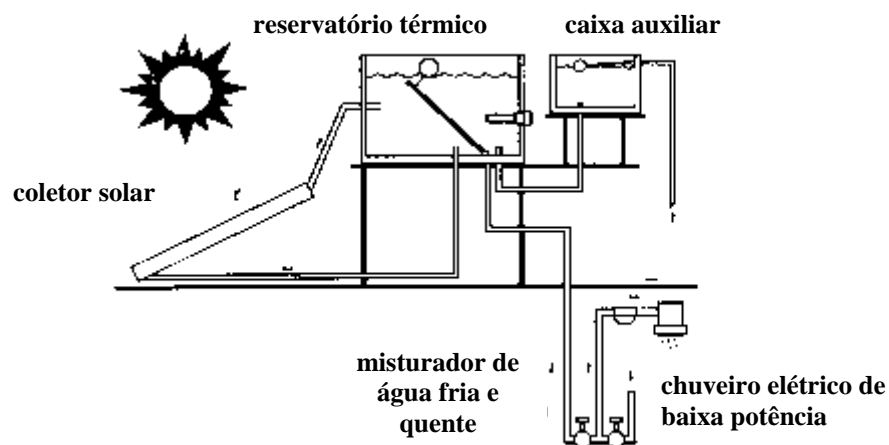 reservatório térmico
caixa auxiliar
coletor solar
misturador de
água fria e
quente
chuveiro elétrico de
baixa potência